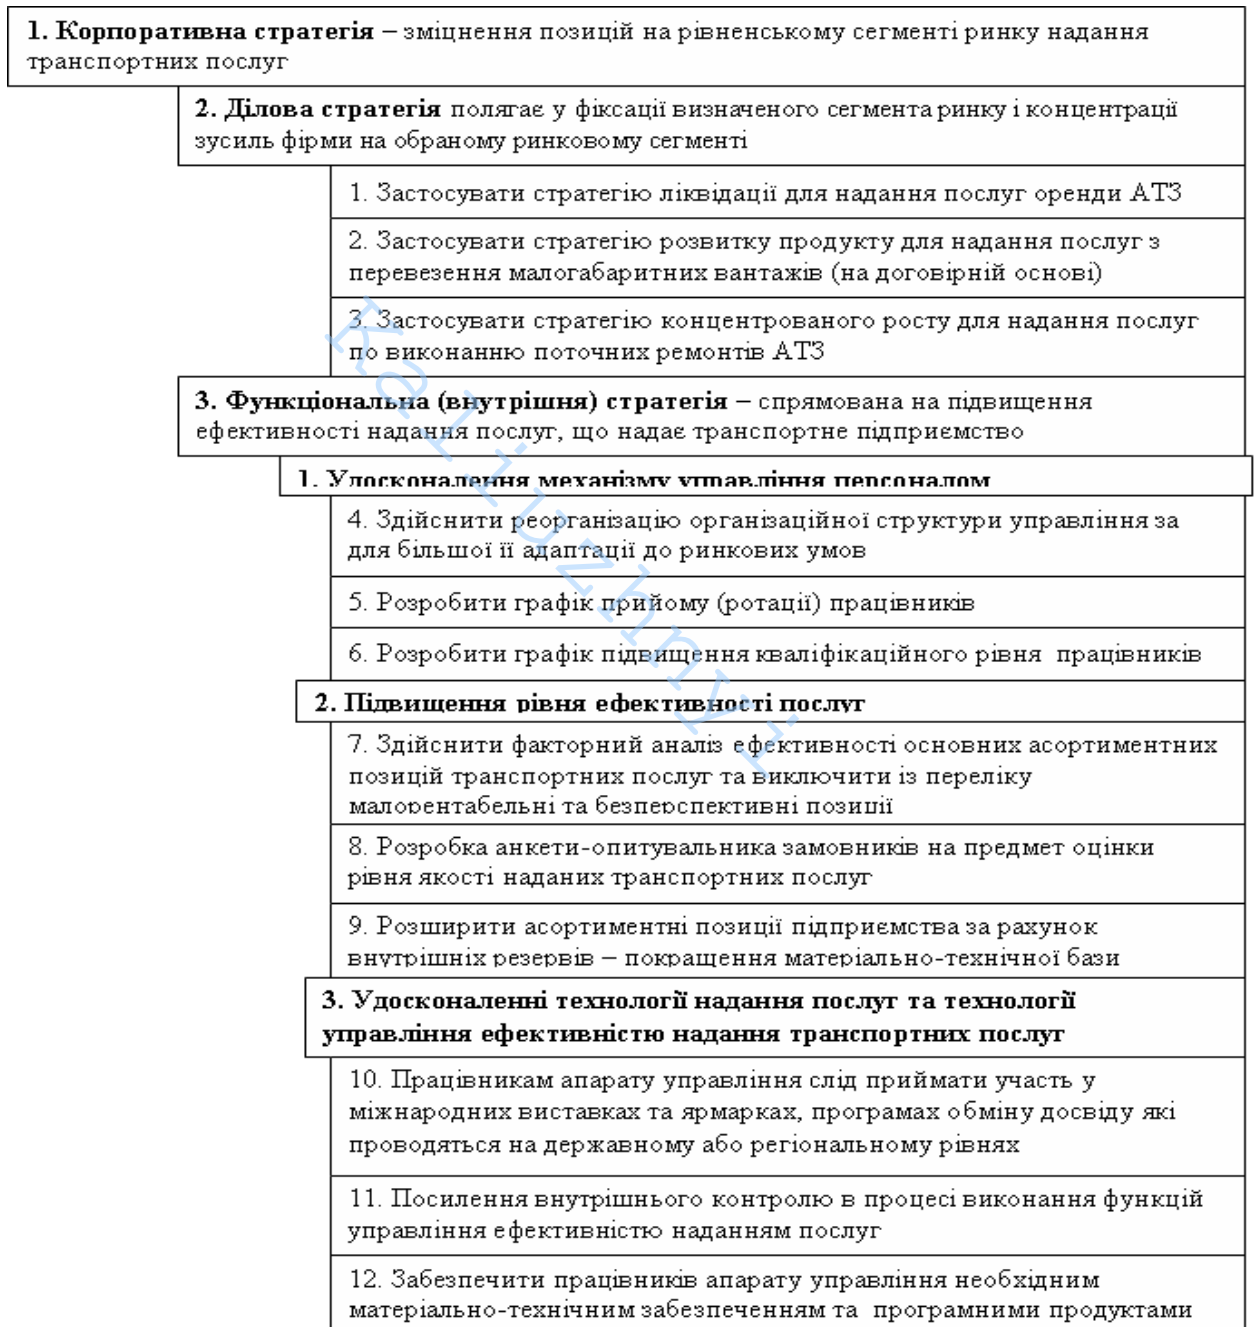 1. Корпоративна стратегія – зміцнення позицій на рівненському сегменті ринку надання
транспортних послуг
2. Ділова стратегія полягає у фіксації визначеного сегмента ринку і концентрації
зусиль фірми на обраному ринковому сегменті
1. Застосувати стратегію ліквідації для надання послуг оренди АТЗ
2. Застосувати стратегію розвитку продукту для надання послуг з
перевезення малогабаритних вантажів (на договірній основі)
3. Застосувати стратегію концентрованого росту для надання послуг
по виконанню поточних ремонтів АТЗ
3. Функціональна (внутрішня) стратегія – спрямована на підвищення
ефективності надання послуг, що надає транспортне підприємство
1. Удосконалення механізму управління персоналом
4. Здійснити реорганізацію організаційної структури управління за
для більшої її адаптації до ринкових умов
5. Розробити графік прийому (ротації) працівників
6. Розробити графік підвищення кваліфікаційного рівня працівників
2. Підвищення рівня ефективності послуг
7. Здійснити факторний аналіз ефективності основних асортиментних
позицій транспортних послуг та виключити із переліку
малорентабельні та безперспективні позиції
8. Розробка анкети-опитувальника замовників на предмет оцінки
рівня якості наданих транспортних послуг
9. Розширити асортиментні позиції підприємства за рахунок
внутрішніх резервів – покращення матеріально-технічної бази
3. Удосконаленні технології надання послуг та технології
управління ефективністю надання транспортних послуг
10. Працівникам апарату управління слід приймати участь у
міжнародних виставках та ярмарках, програмах обміну досвіду які
проводяться на державному або регіональному рівнях
11. Посилення внутрішнього контролю в процесі виконання функцій
управління ефективністю наданням послуг
12. Забезпечити працівників апарату управління необхідним
матеріально-технічним забезпеченням та програмними продуктами
Kaliuzhnyi